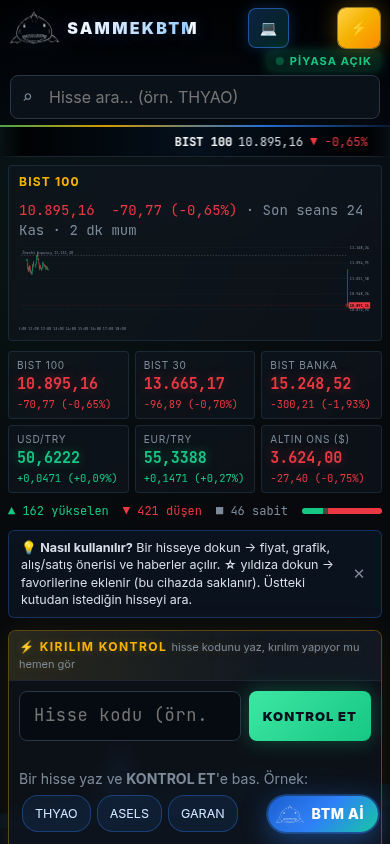 SAMMEKBTM
PİYASA AÇIK
Hisse ara... (örn. THYAO)
BIST 100 10.895,16 ▼ -0,65%
BIST 100
10.895,16 -70,77 (-0,65%) · Son seans 24
Kas · 2 dk mum
BIST 100 BIST 30 BIST BANKA
10.895,16 13.665,17 15.248,52
-70,77 (-0,65%) -96,89 (-0,70%) -300,21 (-1,93%)
USD/TRY EUR/TRY ALTIN ONS ($)
50,6222 55,3388 3.624,00
+0,0471 (+0,09%) +0,1471 (+0,27%) -27,40 (-0,75%)
▲ 162 yükselen ▼ 421 düşen ■ 46 sabit
💡 Nasıl kullanılır? Bir hisseye dokun → fiyat, grafik,
alış/satış önerisi ve haberler açılır. ☆ yıldıza dokun →
favorilerine eklenir (bu cihazda saklanır). Üstteki
kutudan istediğin hisseyi ara.
⚡ KIRILIM KONTROL hisse kodunu yaz, kırılım yapıyor mu
hemen gör
Hisse kodu (örn.
KONTROL ET
Bir hisse yaz ve KONTROL ET'e bas. Örnek:
THYAO ASELS GARAN
BTM Aİ